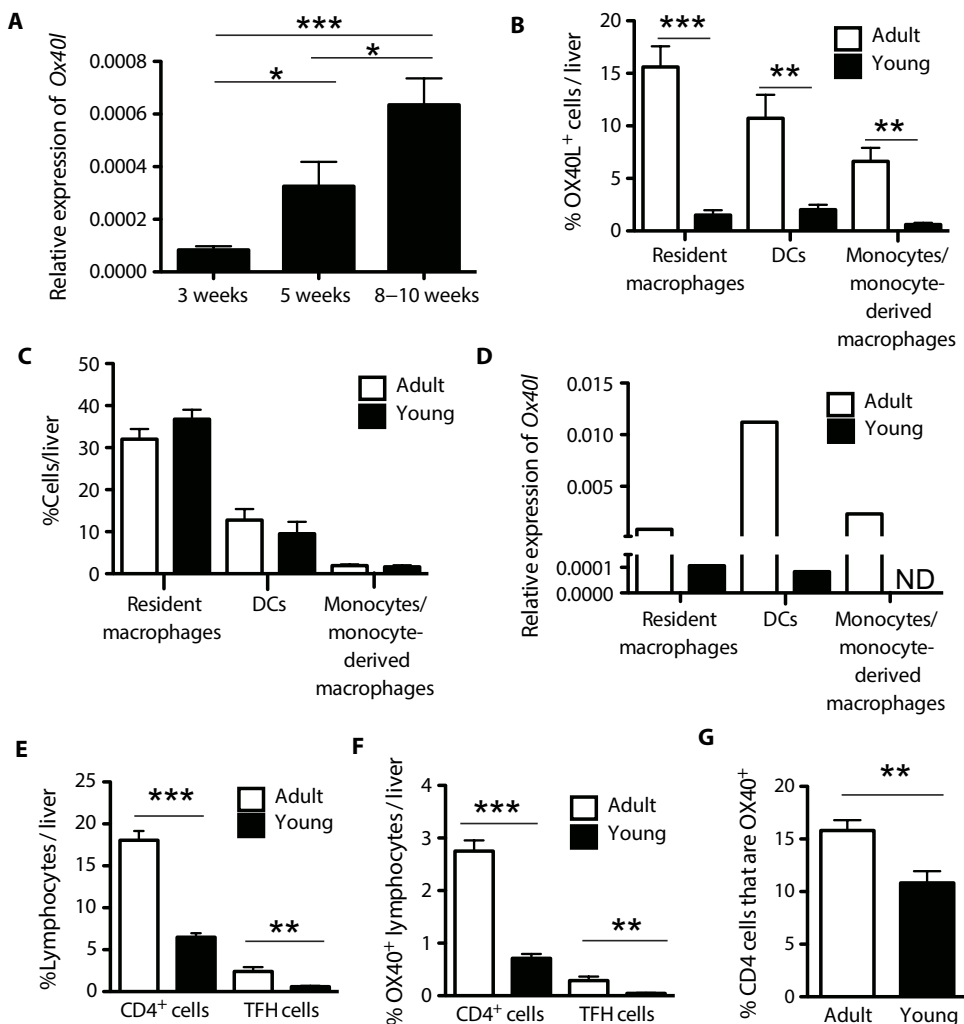 A
Relative expression of Ox40l
0.0008
0.0006
0.0004
0.0002
0.0000
***
*
*
3 weeks
5 weeks
8–10 weeks
B
% OX40L+ cells / liver
20
15
10
5
0
***
**
**
Adult
Young
Resident
macrophages
DCs
Monocytes/
monocyte-
derived
macrophages
C
%Cells/liver
50
40
30
20
10
0
Adult
Young
Resident
macrophages
DCs
Monocytes/
monocyte-
derived
macrophages
D
Relative expression of Ox40l
0.015
0.010
0.005
0.0001
0.0000
Adult
Young
ND
Resident
macrophages
DCs
Monocytes/
monocyte-
derived
macrophages
E
%Lymphocytes / liver
25
20
15
10
5
0
***
**
Adult
Young
CD4+ cells
TFH cells
F
% OX40+ lymphocytes / liver
4
3
2
1
0
***
**
Adult
Young
CD4+ cells
TFH cells
G
% CD4 cells that are OX40+
20
15
10
5
0
**
Adult
Young